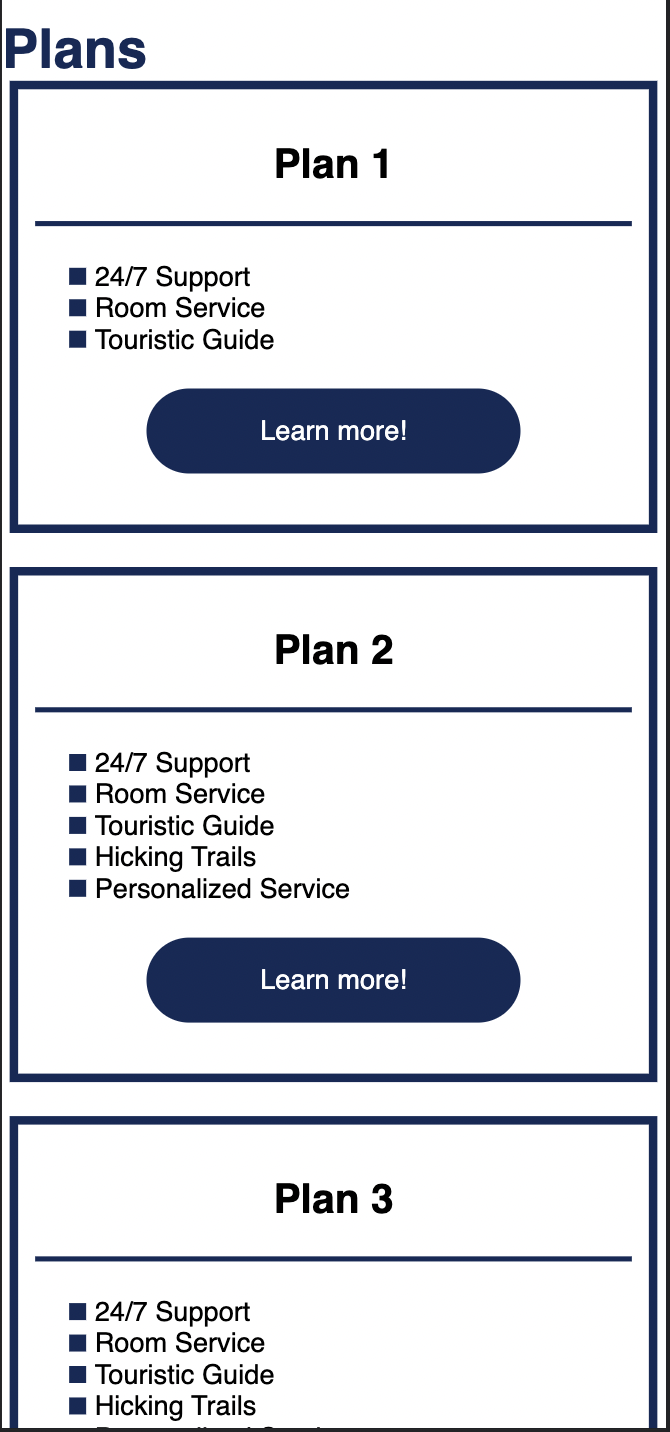 Plans
Plan 1
24/7 Support
Room Service
Touristic Guide
Learn more!
Plan 2
24/7 Support
Room Service
Touristic Guide
Hicking Trails
Personalized Service
Learn more!
Plan 3
24/7 Support
Room Service
Touristic Guide
Hicking Trails